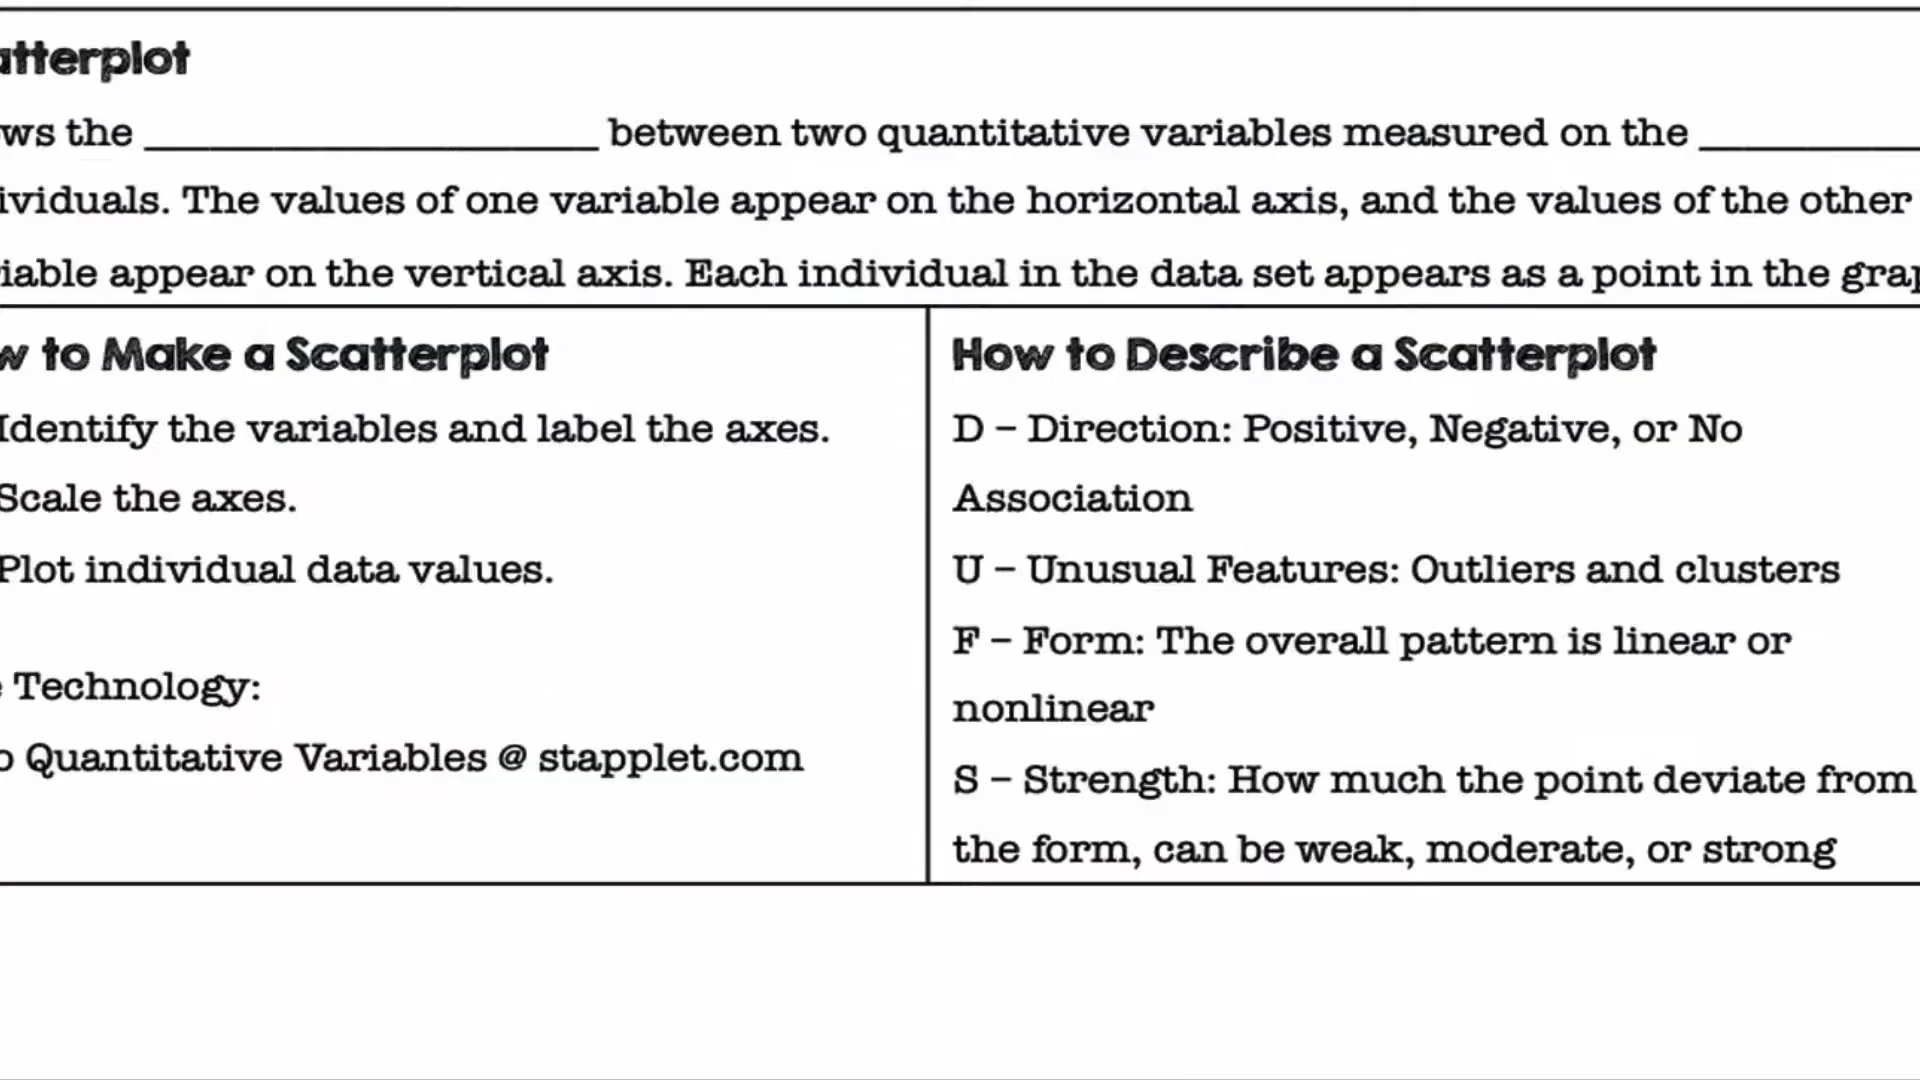 atterplot
ws the ____ between two quantitative variables measured on the ____
ividuals. The values of one variable appear on the horizontal axis, and the values of the other
iable appear on the vertical axis. Each individual in the data set appears as a point in the grap
w to Make a Scatterplot
Identify the variables and label the axes.
Scale the axes.
Plot individual data values.
e Technology:
o Quantitative Variables @ stapplet.com
How to Describe a Scatterplot
D – Direction: Positive, Negative, or No
Association
U – Unusual Features: Outliers and clusters
F – Form: The overall pattern is linear or
nonlinear
S – Strength: How much the point deviate from
the form, can be weak, moderate, or strong